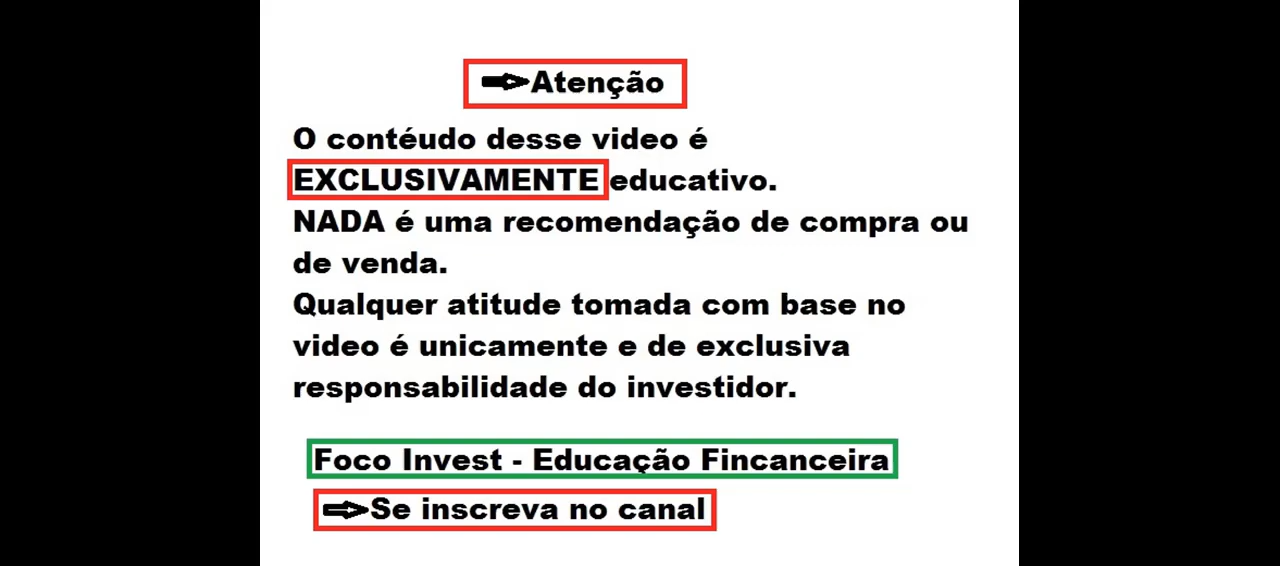 Atenção
O contéudo desse video é
EXCLUSIVAMENTE educativo.
NADA é uma recomendação de compra ou
de venda.
Qualquer atitude tomada com base no
video é unicamente e de exclusiva
responsabilidade do investidor.
Foco Invest - Educação Fincanceira
Se inscreva no canal